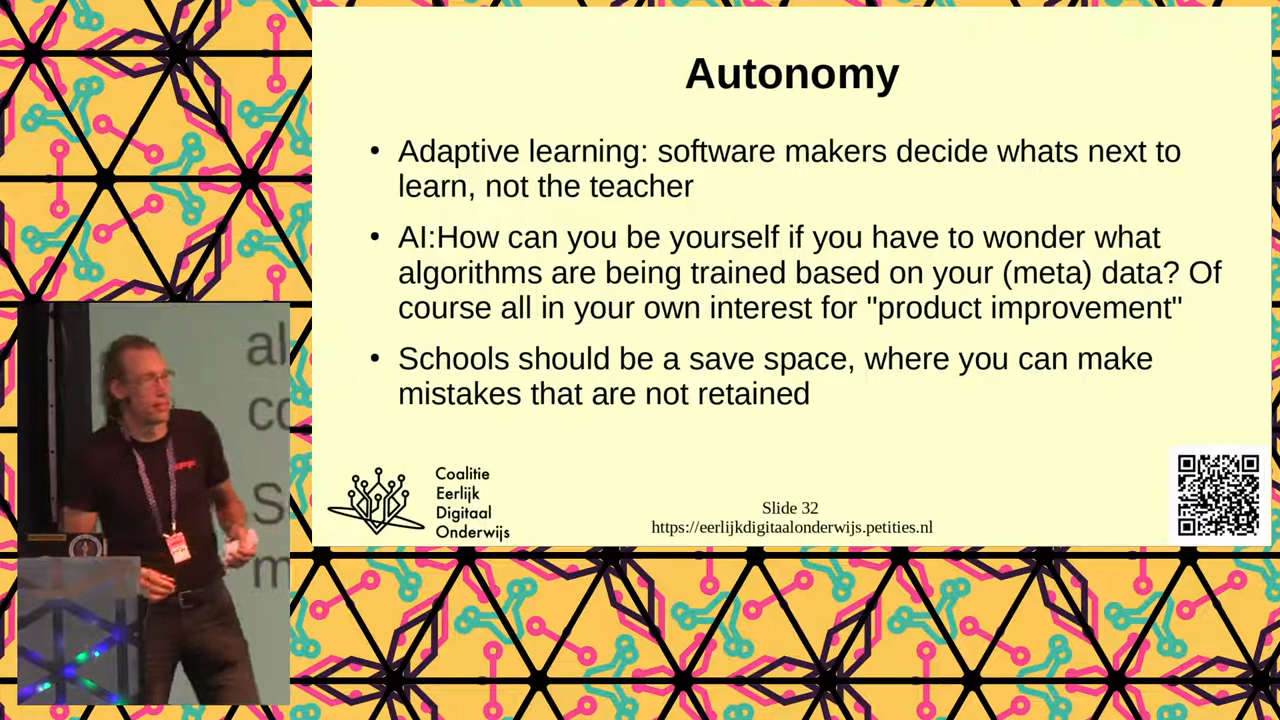 Autonomy
• Adaptive learning: software makers decide whats next to
learn, not the teacher
• AI:How can you be yourself if you have to wonder what
algorithms are being trained based on your (meta) data? Of
course all in your own interest for "product improvement"
• Schools should be a save space, where you can make
mistakes that are not retained
Coalitie
Eerlijk
Digitaal
Onderwijs
Slide 32
https://eerlijkdigitaalonderwijs.petities.nl
al
co
S
m